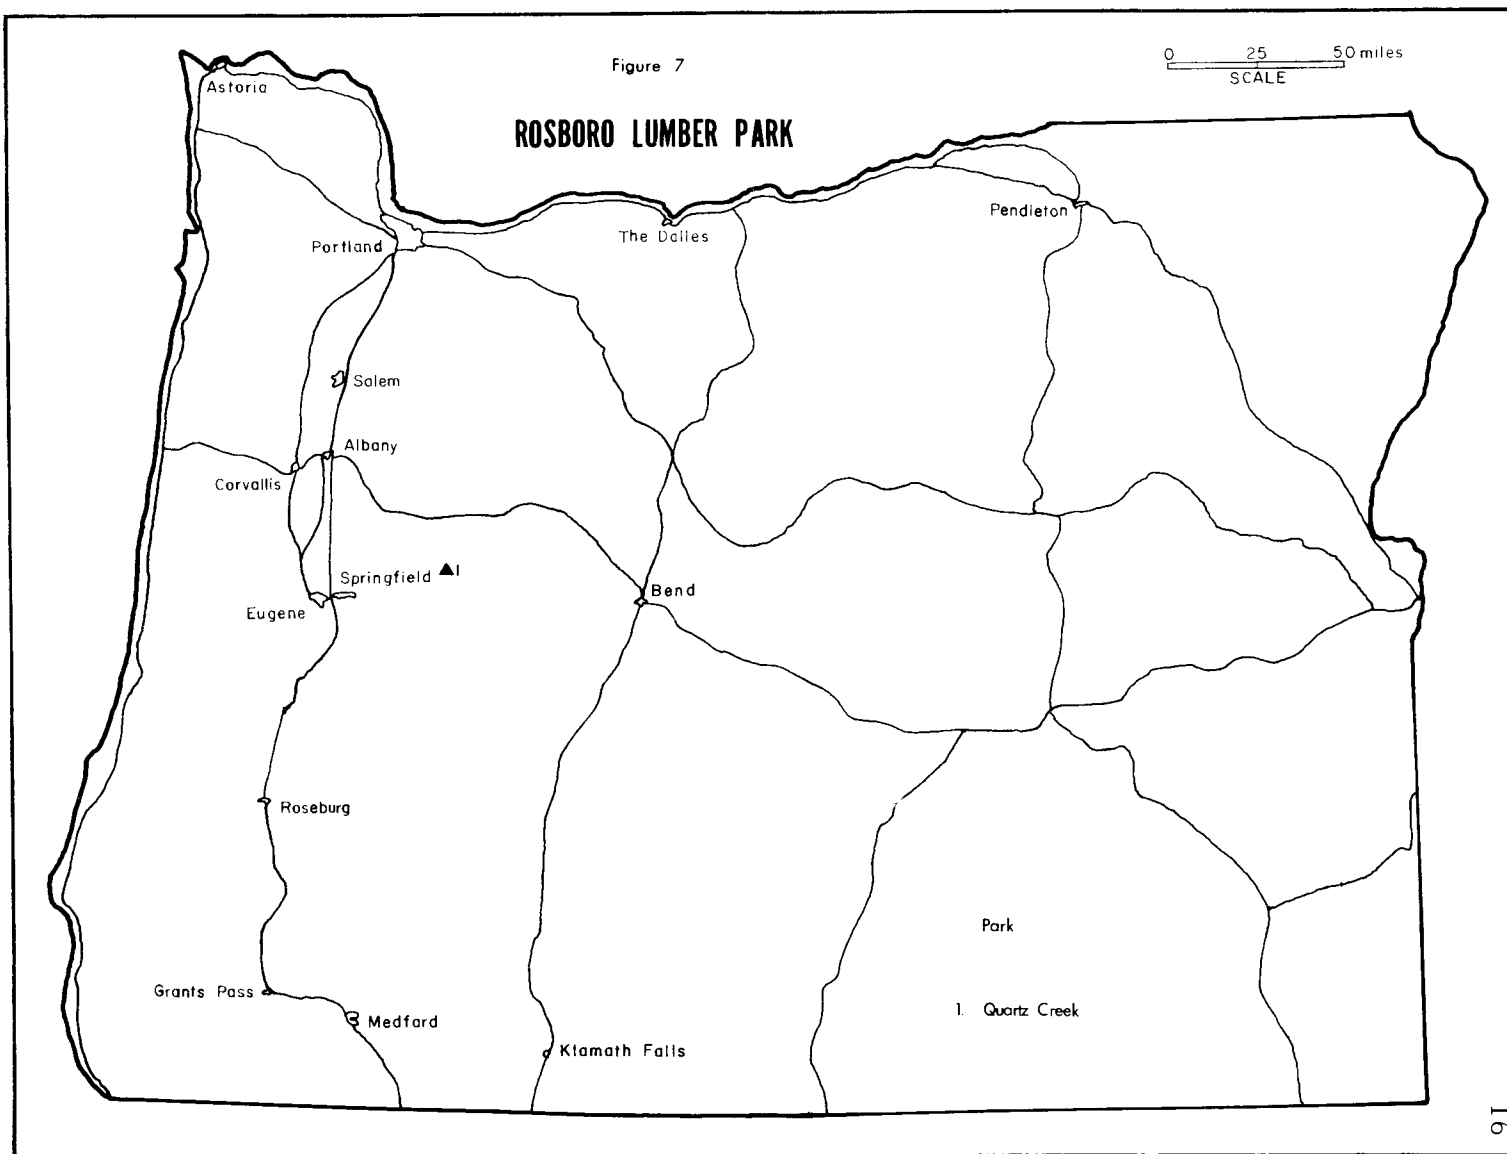 Figure 7
0 25 50 miles
SCALE
ROSBORO LUMBER PARK
Astoria
Portland
The Dalles
Pendleton
Salem
Albany
Corvallis
Springfield
1
Eugene
Bend
Roseburg
Grants Pass
Medford
Klamath Falls
Park
1. Quartz Creek
16